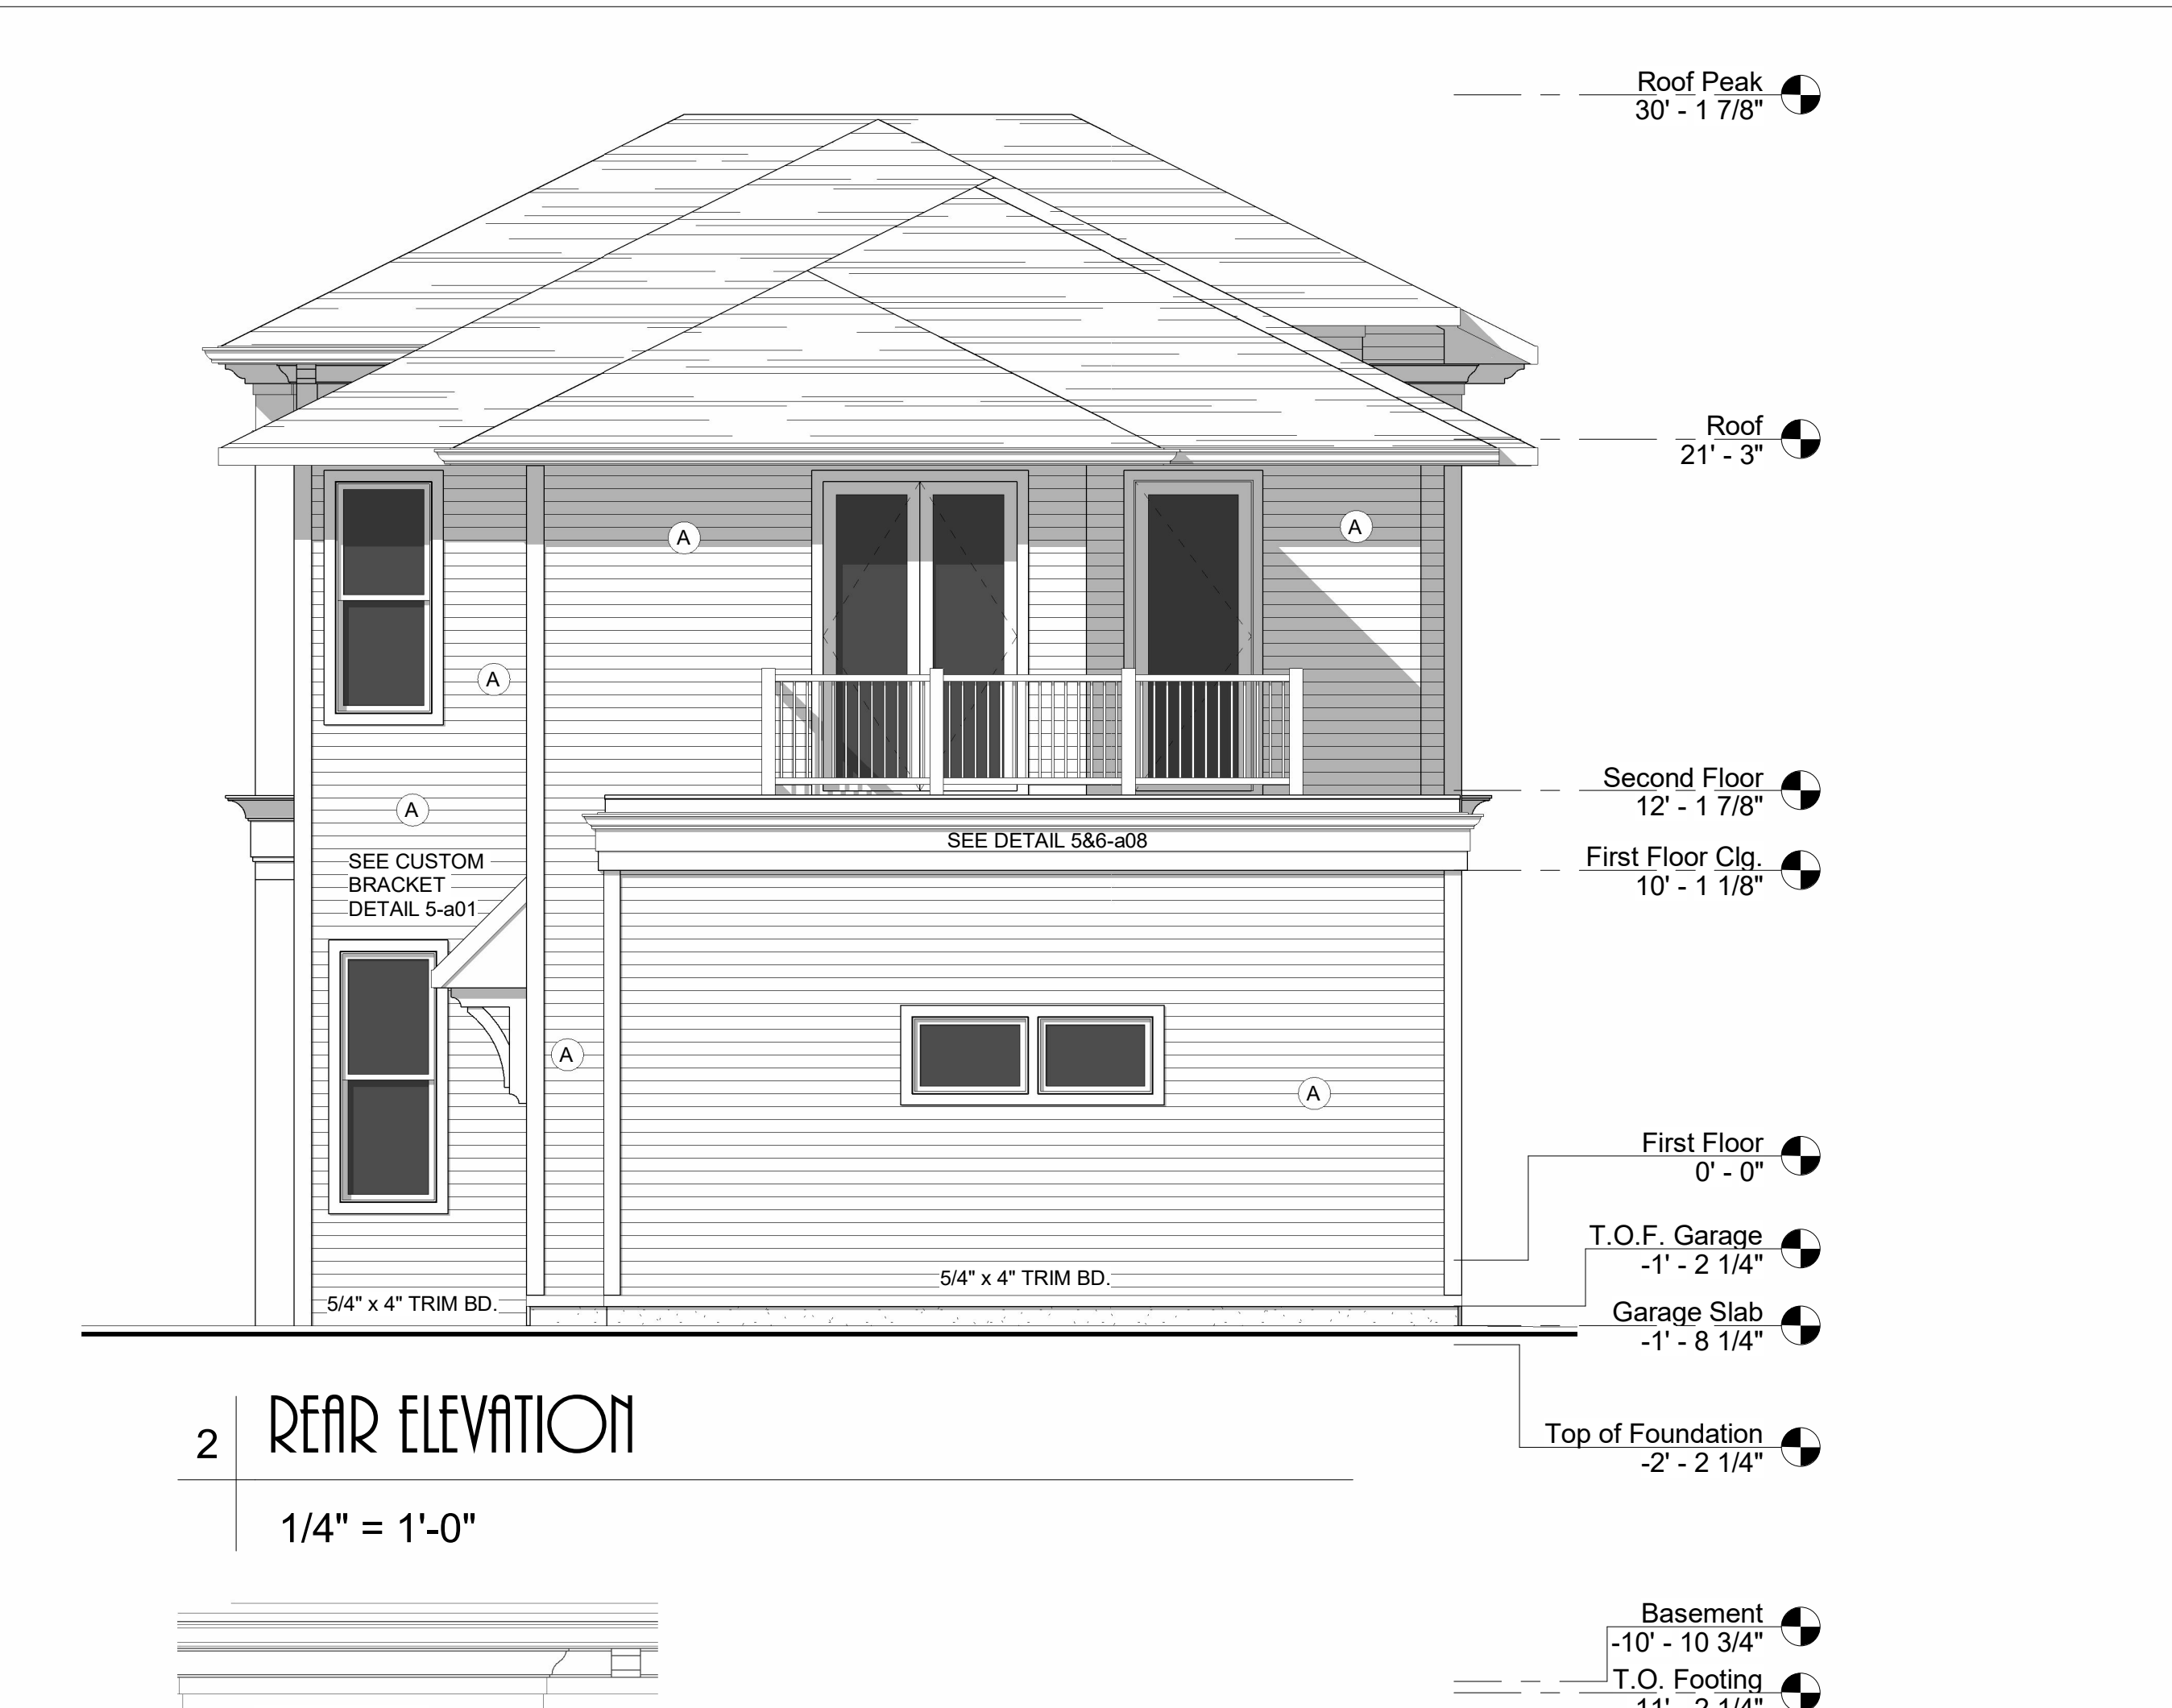 Roof Peak
30' - 1 7/8"
Roof
21' - 3"
A
A
A
Second Floor
12' - 1 7/8"
A
SEE DETAIL 5&6-a08
First Floor Clg.
10' - 1 1/8"
SEE CUSTOM
BRACKET
DETAIL 5-a01
A
A
First Floor
0' - 0"
T.O.F. Garage
-1' - 2 1/4"
5/4" x 4" TRIM BD.
5/4" x 4" TRIM BD.
Garage Slab
-1' - 8 1/4"
2
REAR ELEVATION
Top of Foundation
-2' - 2 1/4"
1/4" = 1'-0"
Basement
-10' - 10 3/4"
T.O. Footing
-11' - 2 1/4"